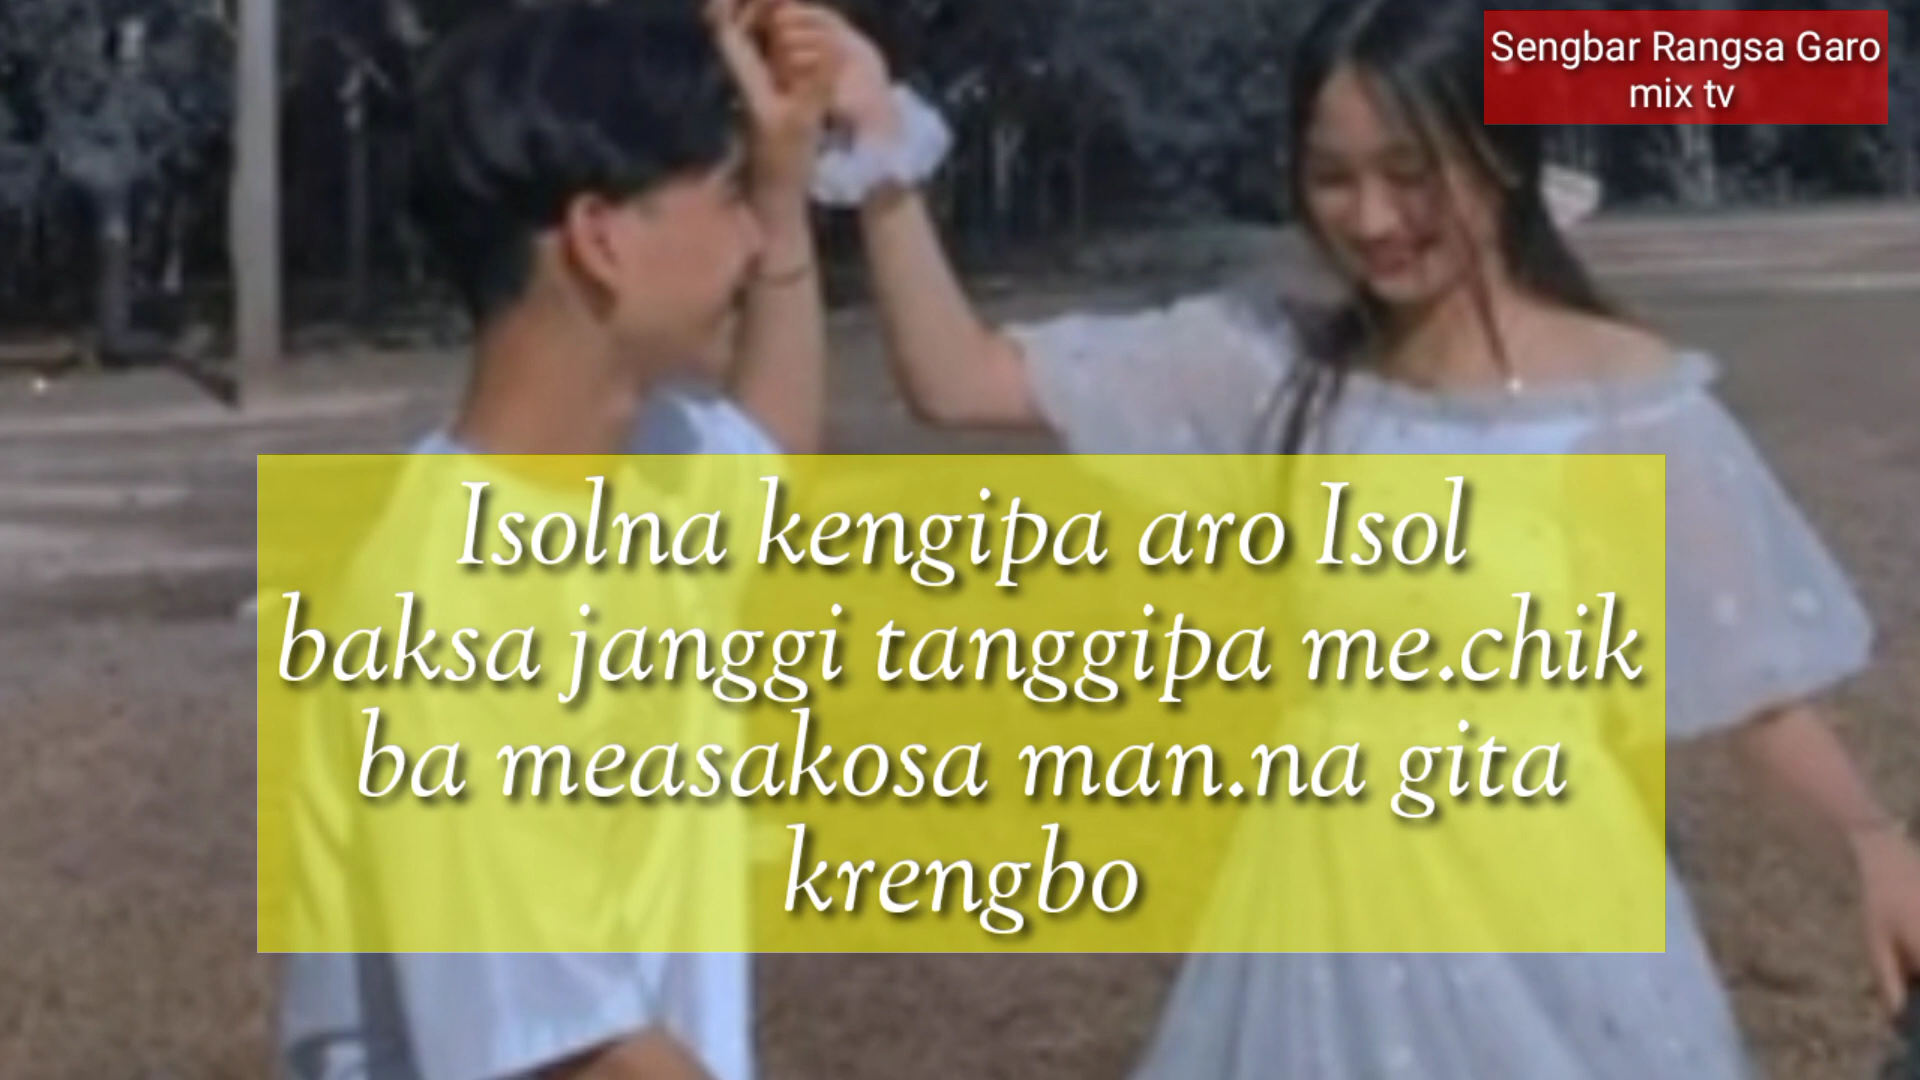 Sengbar Rangsa Garo
mix tv
Isolna kengipa aro Isol
baksa janggi tanggipa me.chik
ba measakosa man.na gita
krengbo